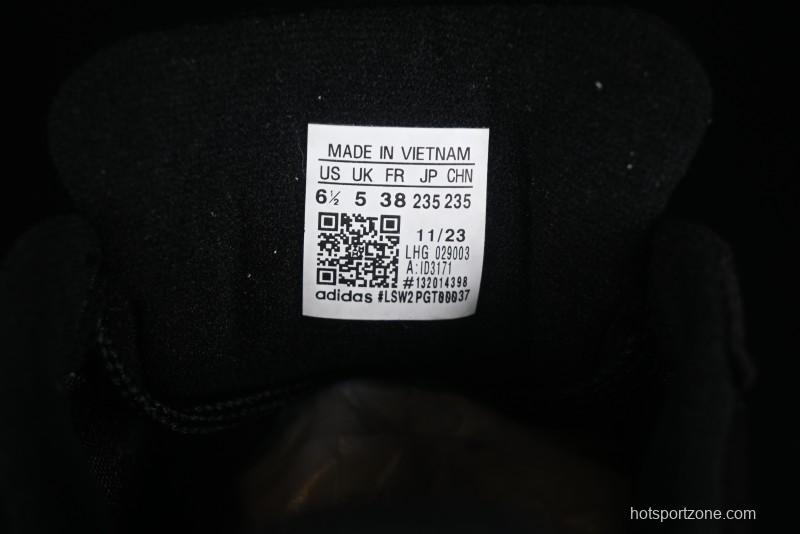 MADE IN VIETNAM
US UK FR JP CHN
6½ 5 38 235 235
11/23
LHG 029003
A:ID3171
#132014398
adidas #LSW2PGT80037
hotsportzone.com